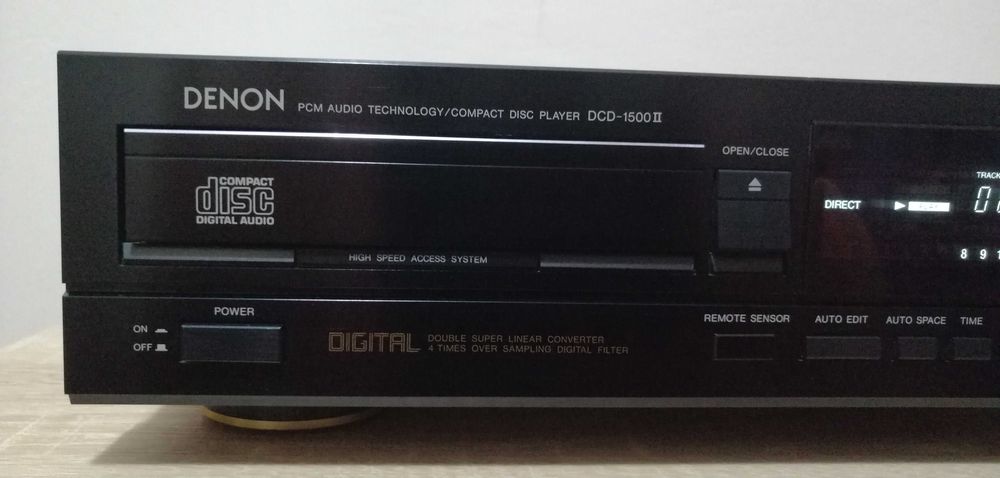 DENON PCM AUDIO TECHNOLOGY/COMPACT DISC PLAYER DCD-1500II
OPEN/CLOSE
COMPACT
disc
DIGITAL AUDIO
TRACK
DIRECT
HIGH SPEED ACCESS SYSTEM
8 9
POWER
ON
OFF
DIGITAL
DOUBLE SUPER LINEAR CONVERTER
4 TIMES OVER SAMPLING DIGITAL FILTER
REMOTE SENSOR
AUTO EDIT
AUTO SPACE
TIME